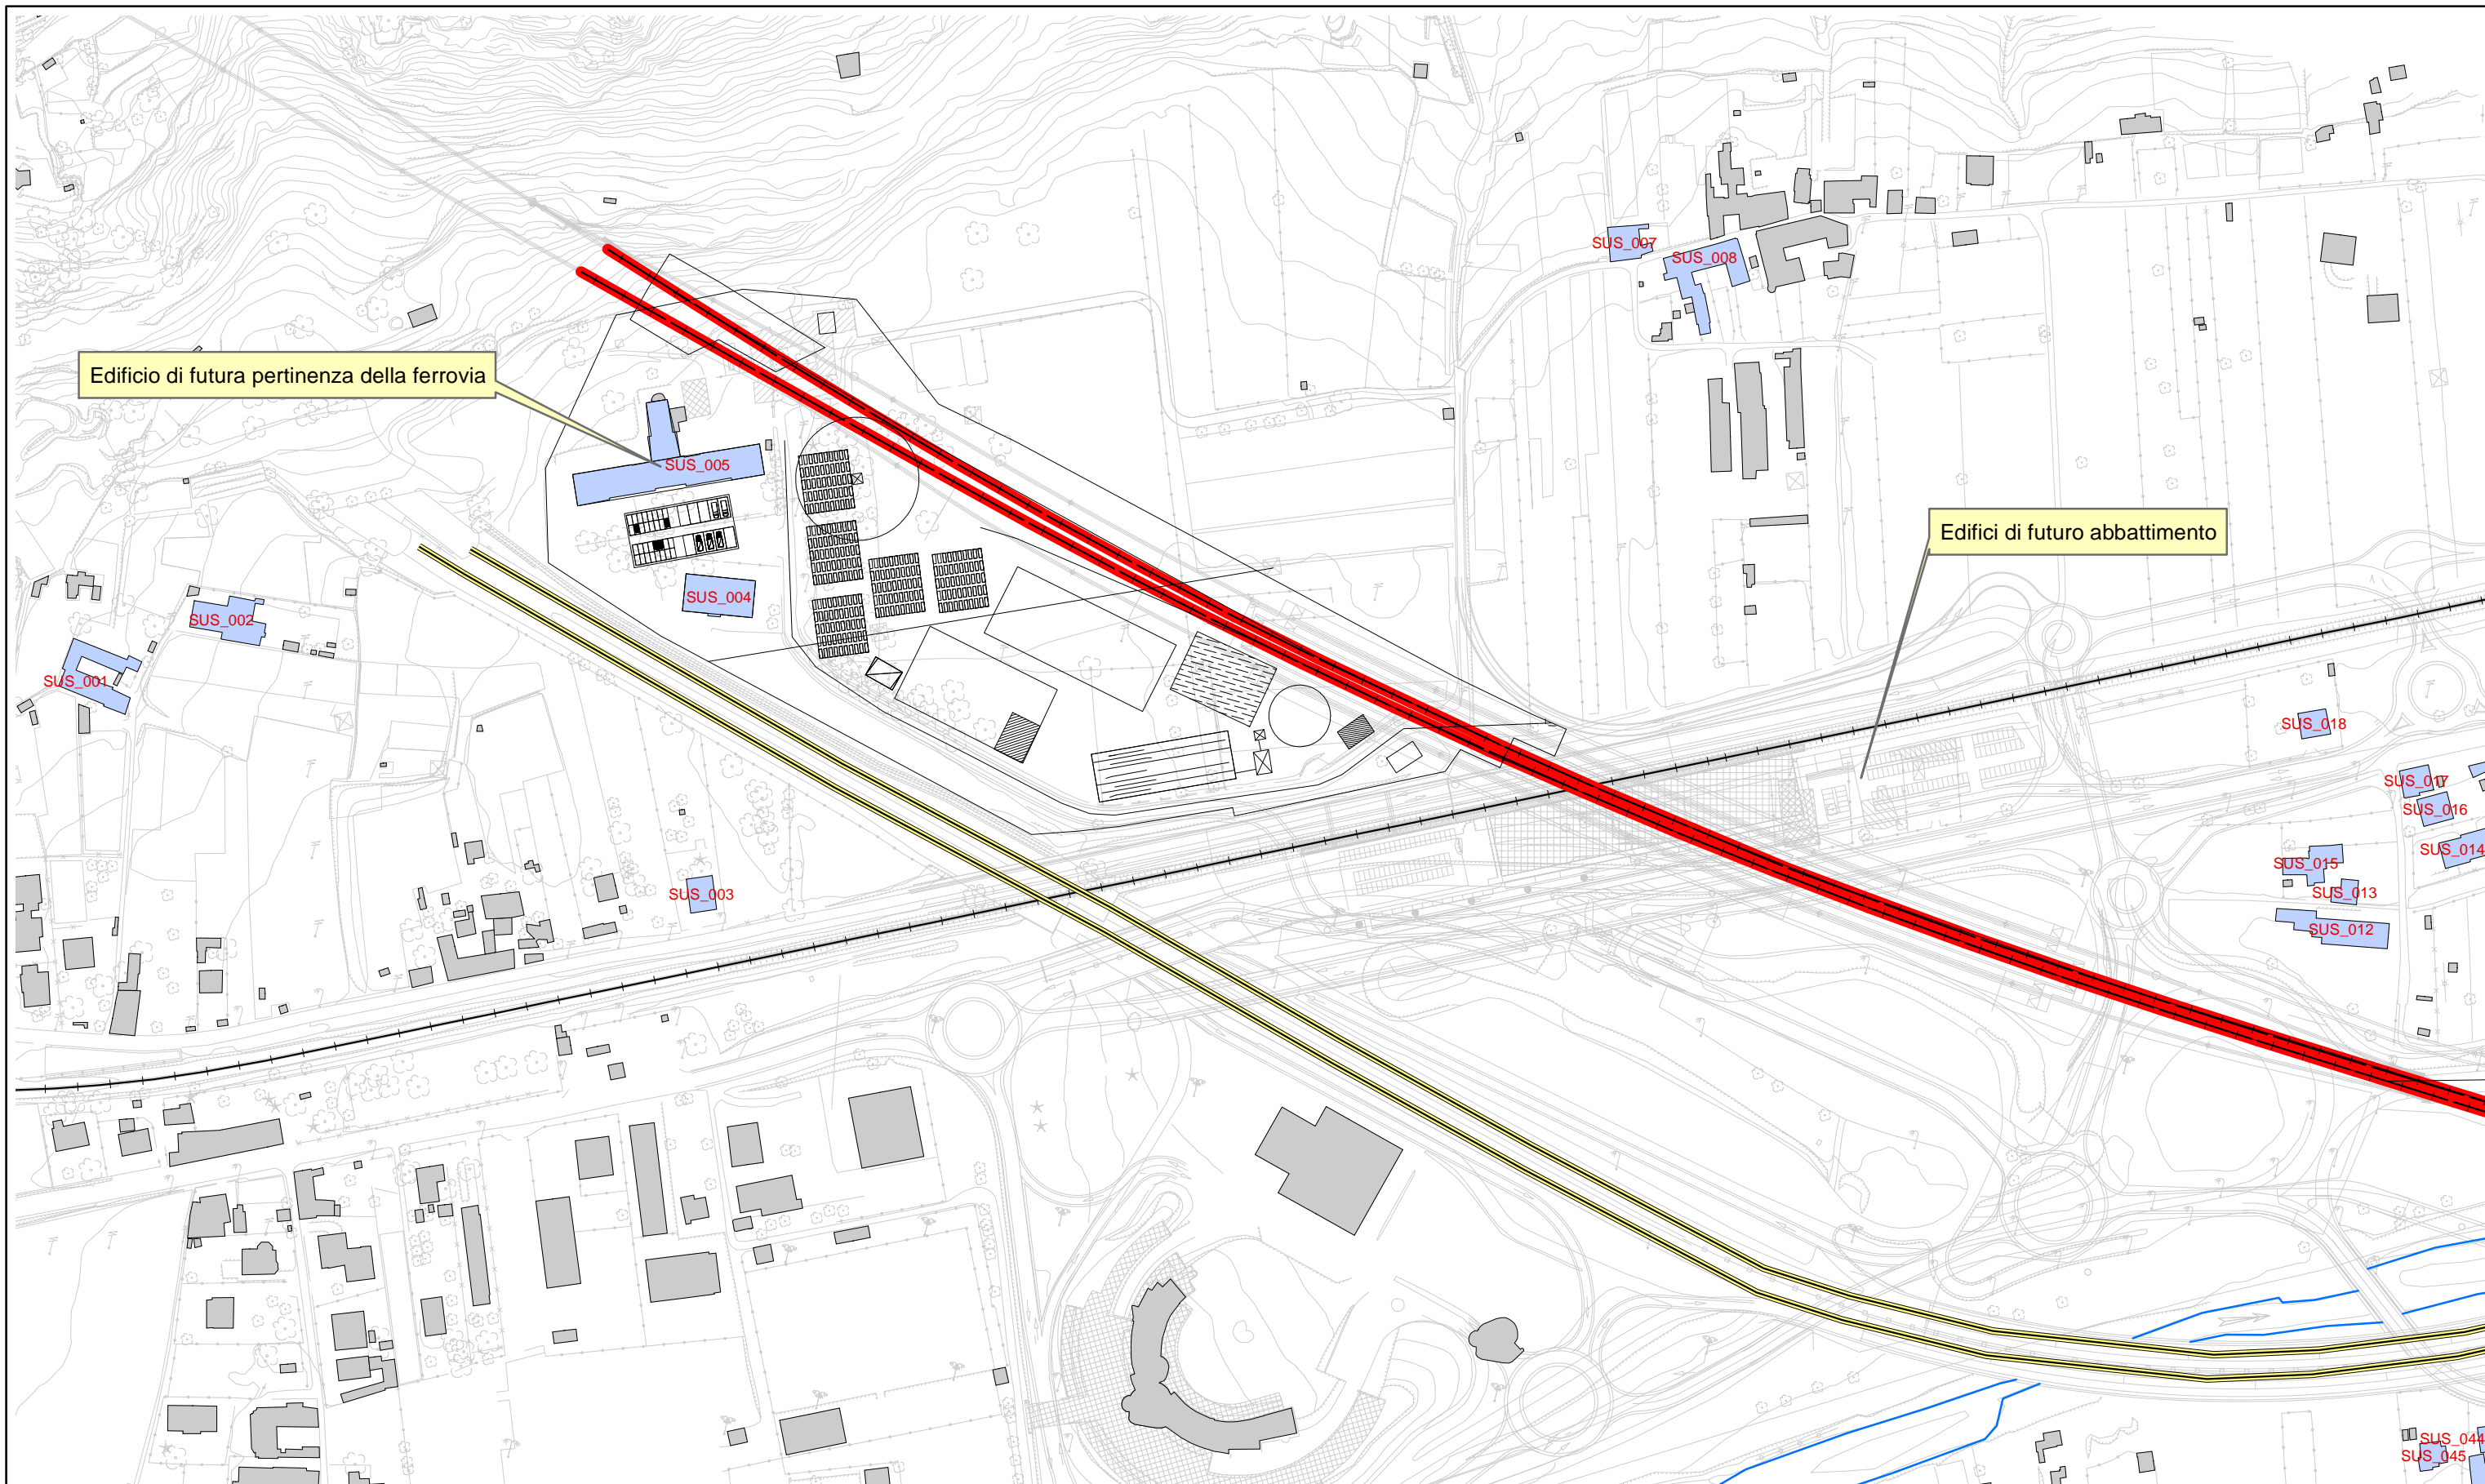 SUS_007
SUS_008
Edificio di futura pertinenza della ferrovia
SUS_005
Edifici di futuro abbattimento
SUS_004
SUS_002
SUS_001
SUS_018
SUS_017
SUS_016
SUS_014
SUS_015
SUS_013
SUS_003
SUS_012
SUS_044
SUS_045